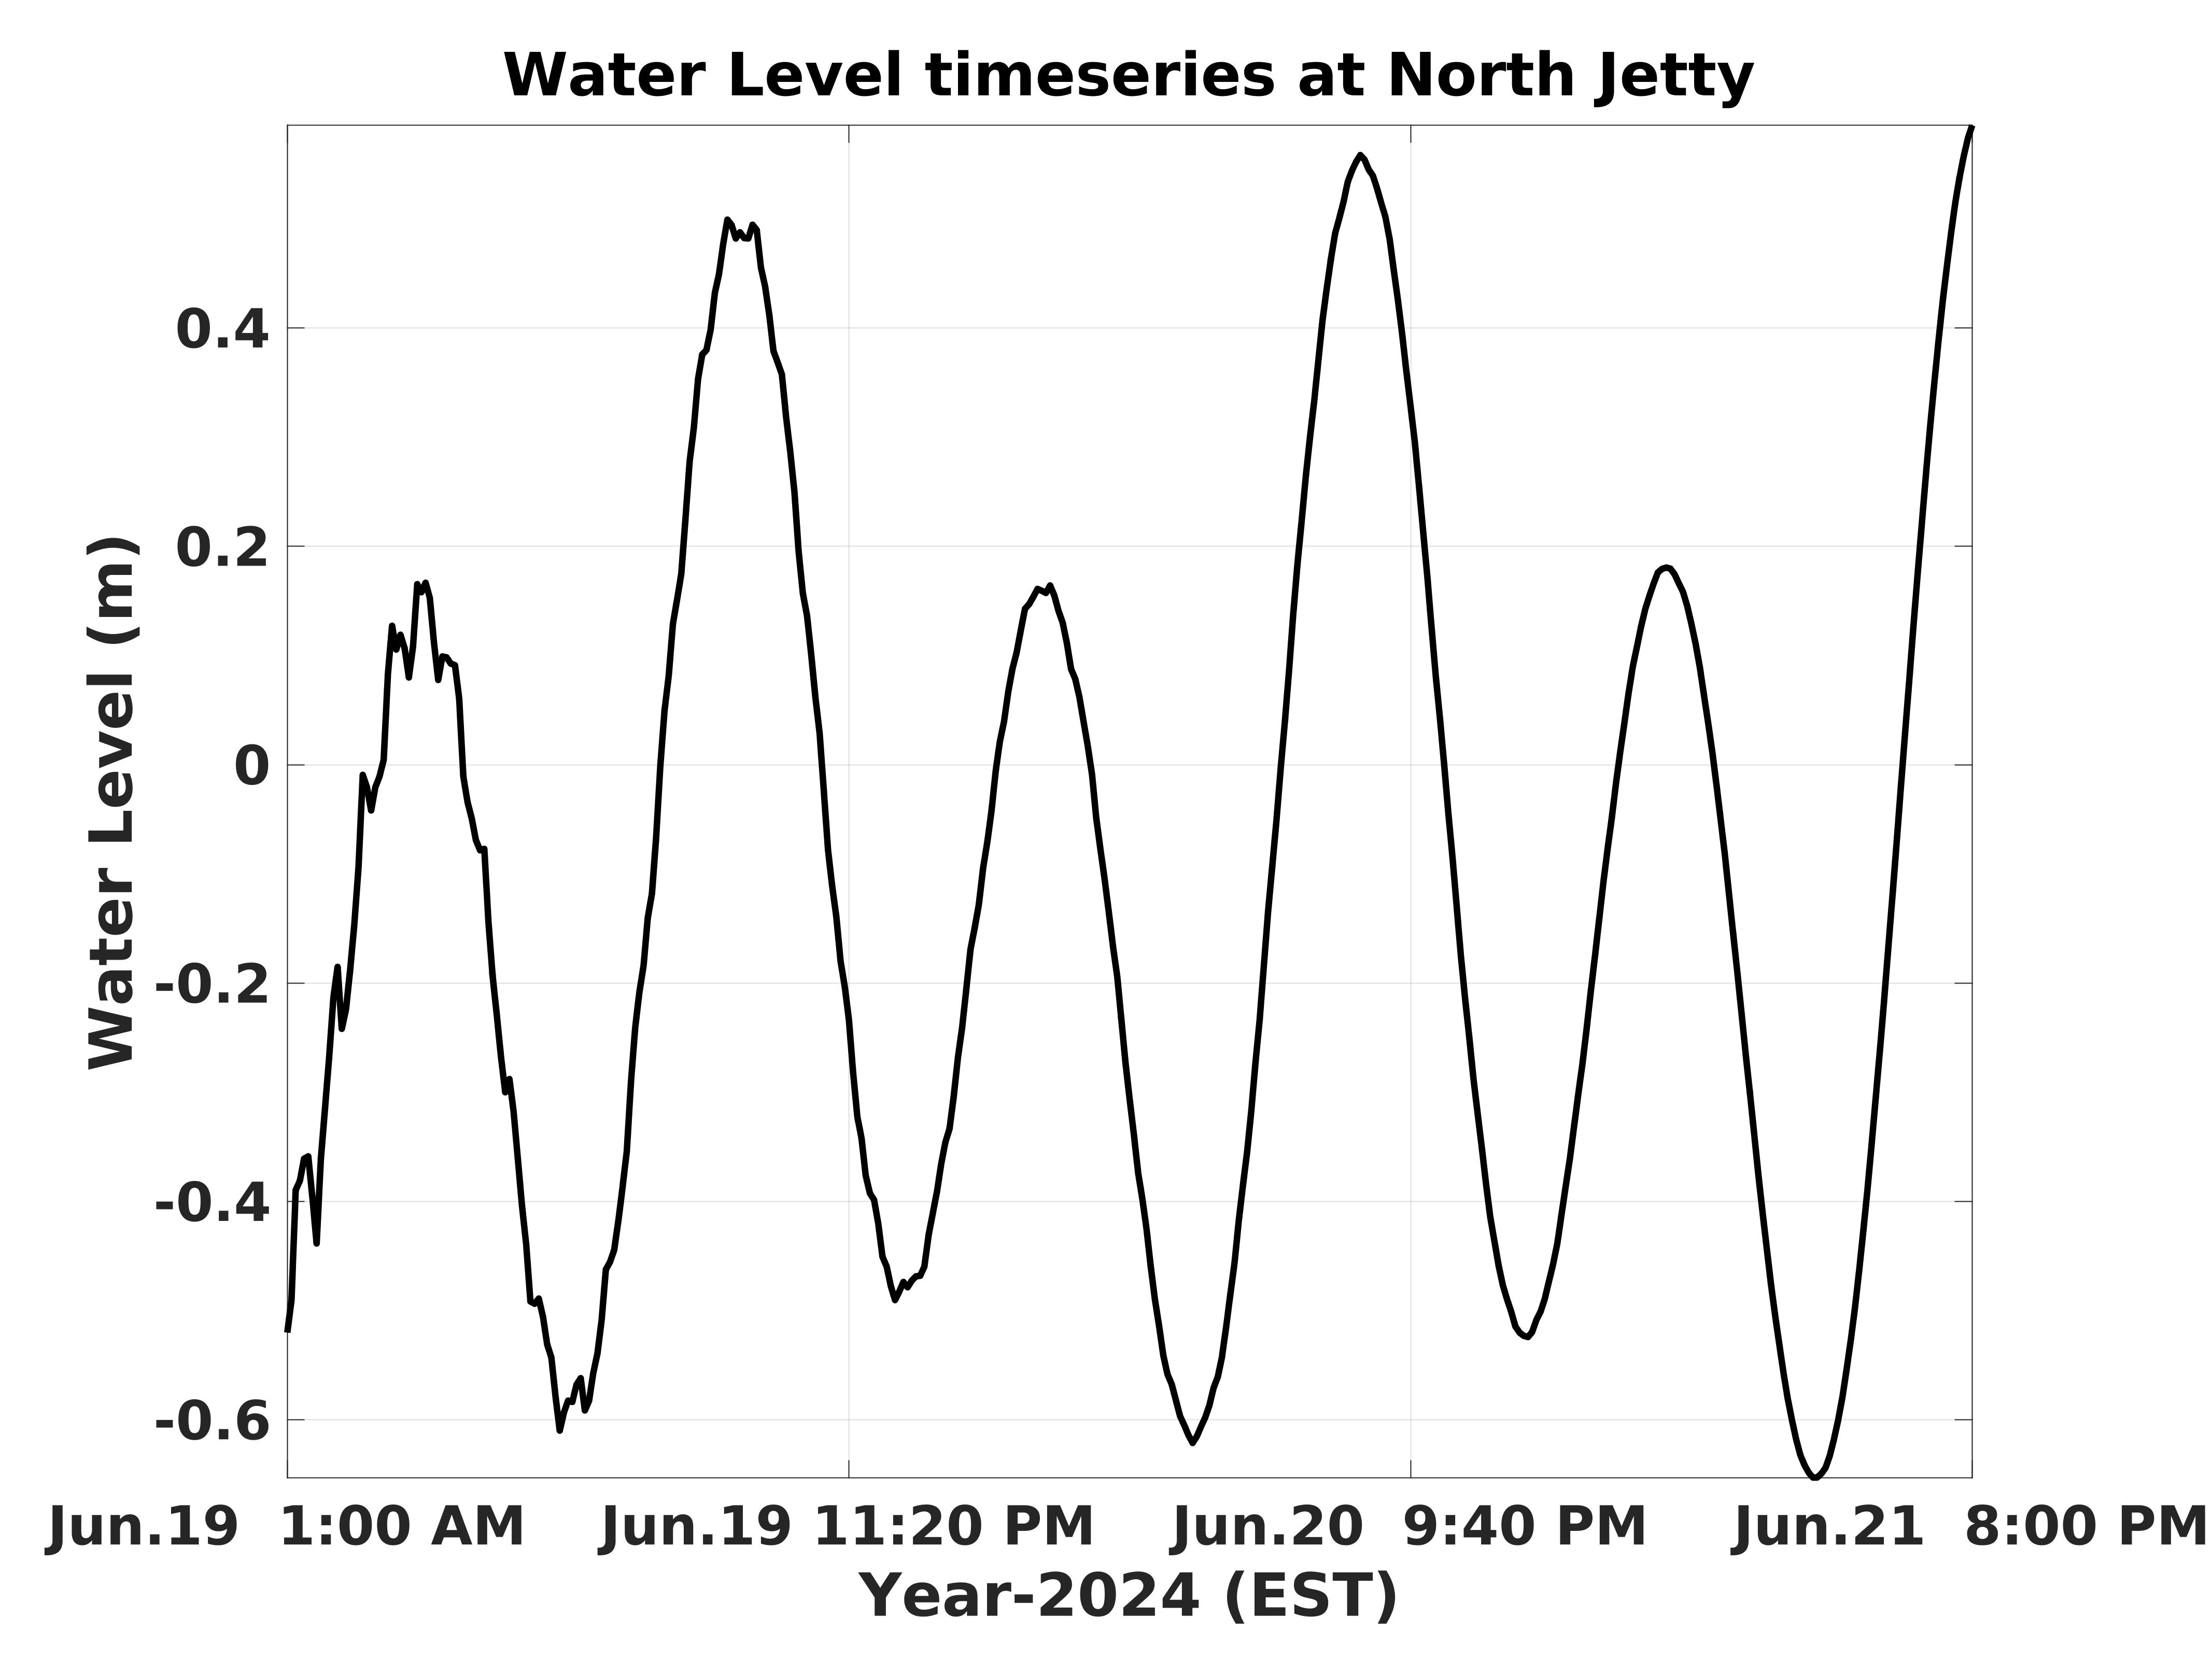 Water Level timeseries at North Jetty
Water Level (m)
0.4
0.2
0
-0.2
-0.4
-0.6
Jun.19 1:00 AM Jun.19 11:20 PM Jun.20 9:40 PM Jun.21 8:00 PM
Year-2024 (EST)